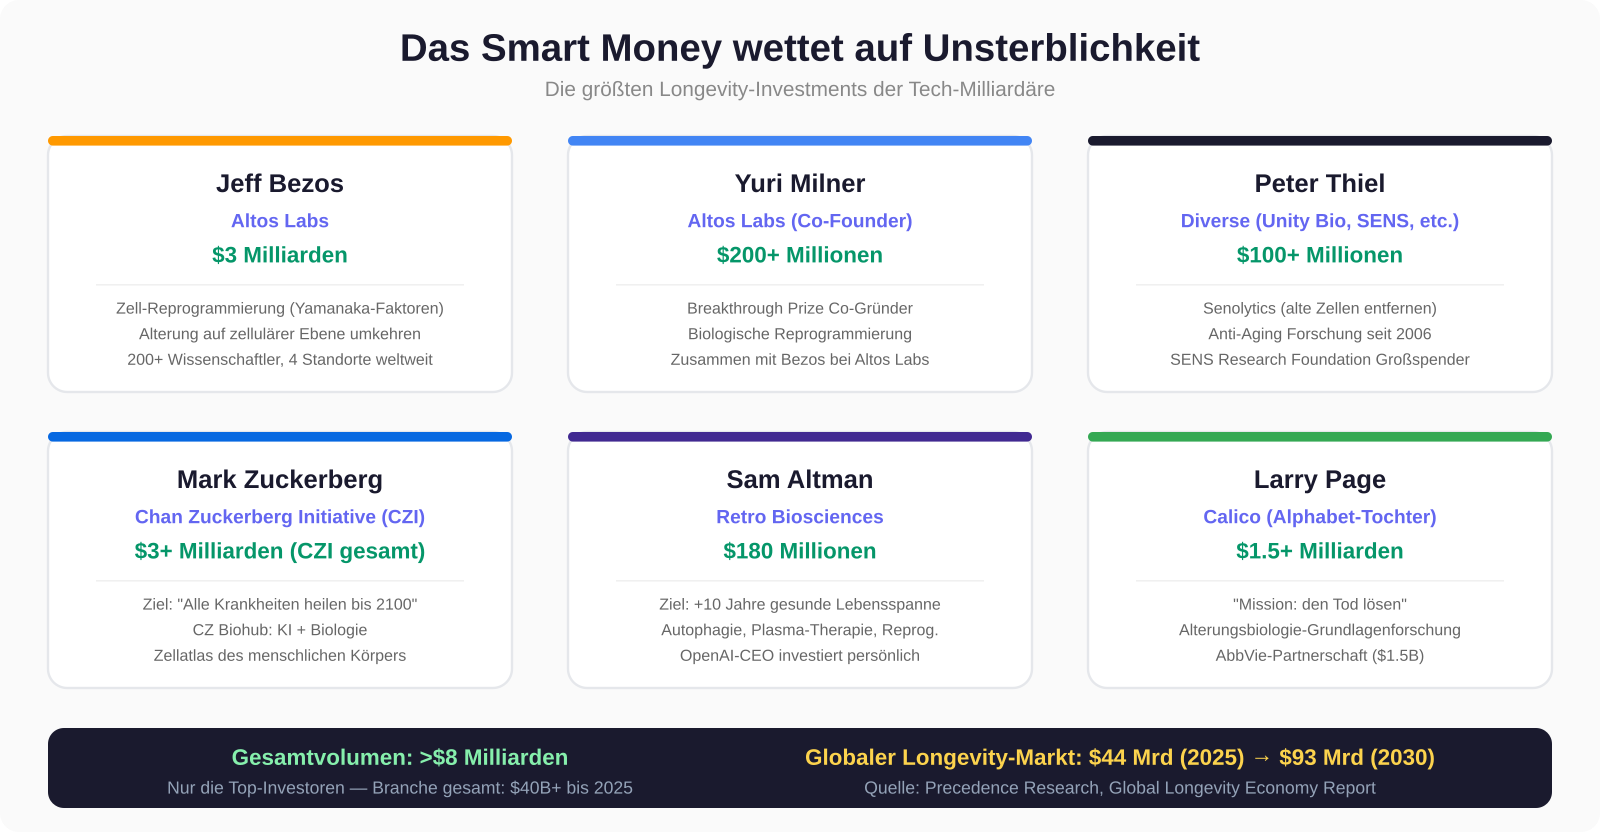 Das Smart Money wettet auf Unsterblichkeit
Die größten Longevity-Investments der Tech-Milliardäre
Jeff Bezos
Altos Labs
$3 Milliarden
Zell-Reprogrammierung (Yamanaka-Faktoren)
Alterung auf zellulärer Ebene umkehren
200+ Wissenschaftler, 4 Standorte weltweit
Yuri Milner
Altos Labs (Co-Founder)
$200+ Millionen
Breakthrough Prize Co-Gründer
Biologische Reprogrammierung
Zusammen mit Bezos bei Altos Labs
Peter Thiel
Diverse (Unity Bio, SENS, etc.)
$100+ Millionen
Senolytics (alte Zellen entfernen)
Anti-Aging Forschung seit 2006
SENS Research Foundation Großspender
Mark Zuckerberg
Chan Zuckerberg Initiative (CZI)
$3+ Milliarden (CZI gesamt)
Ziel: "Alle Krankheiten heilen bis 2100"
CZ Biohub: KI + Biologie
Zellatlas des menschlichen Körpers
Sam Altman
Retro Biosciences
$180 Millionen
Ziel: +10 Jahre gesunde Lebensspanne
Autophagie, Plasma-Therapie, Reprog.
OpenAI-CEO investiert persönlich
Larry Page
Calico (Alphabet-Tochter)
$1.5+ Milliarden
"Mission: den Tod lösen"
Alterungsbiologie-Grundlagenforschung
AbbVie-Partnerschaft ($1.5B)
Gesamtvolumen: >$8 Milliarden
Nur die Top-Investoren — Branche gesamt: $40B+ bis 2025
Globaler Longevity-Markt: $44 Mrd (2025) → $93 Mrd (2030)
Quelle: Precedence Research, Global Longevity Economy Report